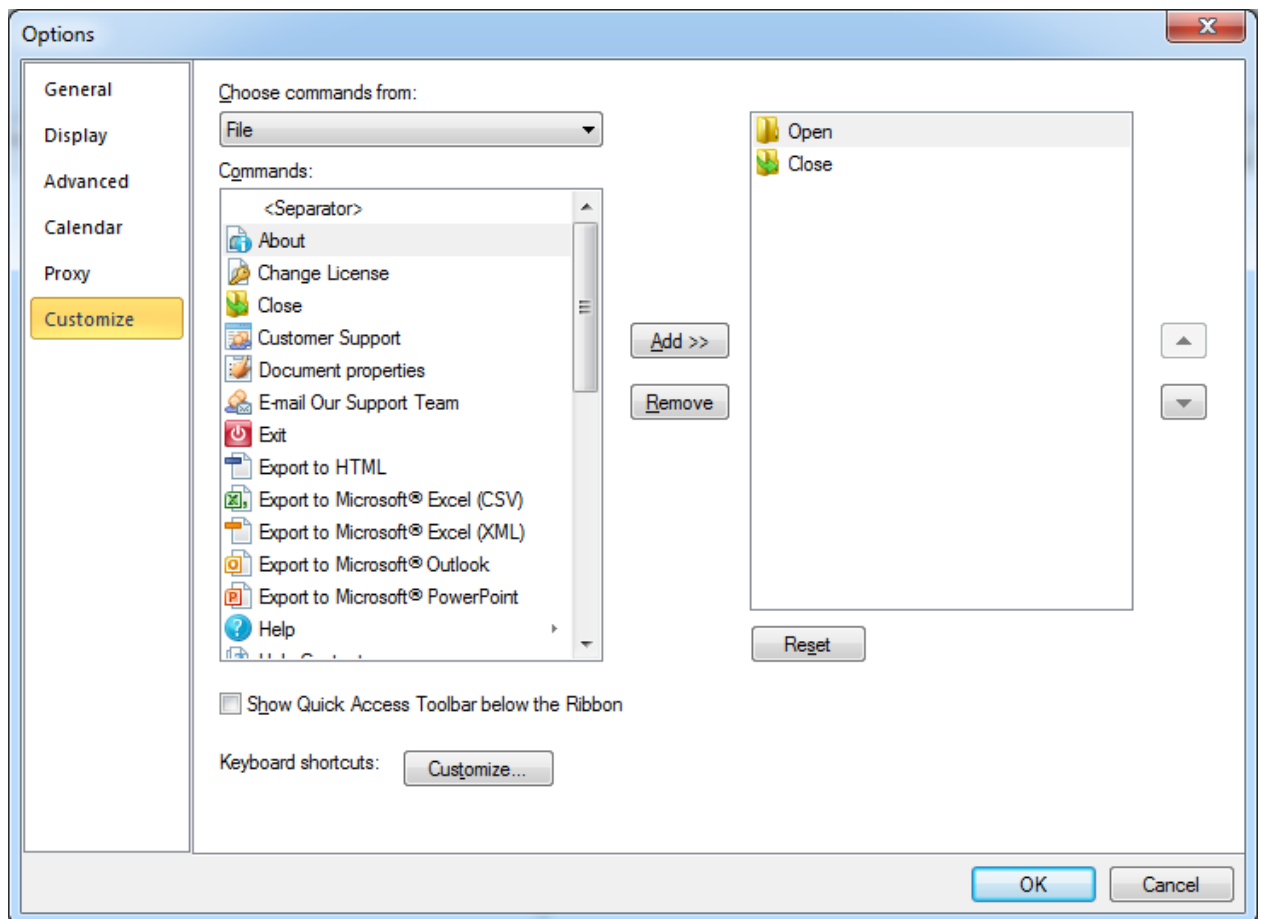 Options
General
Display
Advanced
Calendar
Proxy
Customize
Choose commands from:
File
Commands:
<Separator>
About
Change License
Close
Customer Support
Document properties
E-mail Our Support Team
Exit
Export to HTML
Export to Microsoft® Excel (CSV)
Export to Microsoft® Excel (XML)
Export to Microsoft® Outlook
Export to Microsoft® PowerPoint
Help
Add >>
Remove
Open
Close
Reset
Show Quick Access Toolbar below the Ribbon
Keyboard shortcuts:
Customize...
OK
Cancel